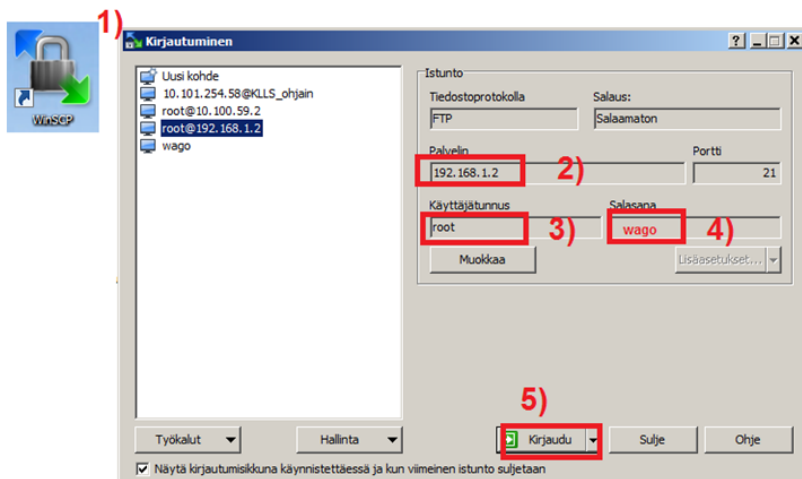 1)
WinSCP
Kirjautuminen
Uusi kohde
10.101.254.58@KLLS_ohjain
root@10.100.59.2
root@192.168.1.2
wago
Istunto
Tiedostoprotokolla Salaus:
FTP Salaamaton
Palvelin Portti
192.168.1.2 2) 21
Käyttäjätunnus Salasana
root 3) wago 4)
Muokkaa Lisäasetukset...
5)
Työkalut Hallinta Kirjaudu Sulje Ohje
Näytä kirjautumisikkuna käynnistettäessä ja kun viimeinen istunto suljetaan